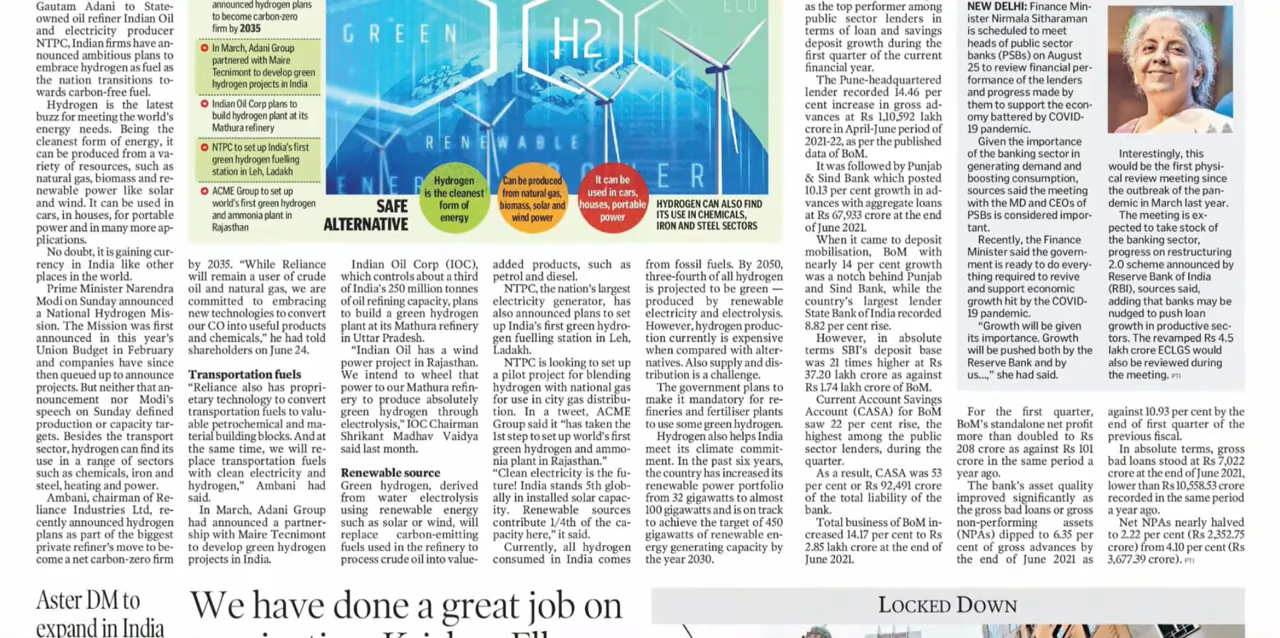 Gautam Adani to State-
owned oil refiner Indian Oil
and electricity producer
NTPC, Indian firms have an-
nounced ambitious plans to
embrace hydrogen as fuel as
the nation transitions to-
wards carbon-free fuel.
Hydrogen is the latest
buzz for meeting the world's
energy needs. Being the
cleanest form of energy, it
can be produced from a va-
riety of resources, such as
natural gas, biomass and re-
newable power like solar
and wind. It can be used in
cars, in houses, for portable
power and in many more ap-
plications.
No doubt, it is gaining cur-
rency in India like other
places in the world.
Prime Minister Narendra
Modi on Sunday announced
a National Hydrogen Mis-
sion. The Mission was first
announced in this year's
Union Budget in February
and companies have since
then queued up to announce
projects. But neither that an-
nouncement nor Modi's
speech on Sunday defined
production or capacity tar-
gets. Besides the transport
sector, hydrogen can find its
use in a range of sectors
such as chemicals, iron and
steel, heating and power.
Ambani, chairman of Re-
liance Industries Ltd, re-
cently announced hydrogen
plans as part of the biggest
private refiner's move to be-
come a net carbon-zero firm
announced hydrogen plans
to become carbon-zero
firm by 2035
In March, Adani Group
partnered with Maire
Tecnimont to develop green
hydrogen projects in India
Indian Oil Corp plans to
build hydrogen plant at its
Mathura refinery
NTPC to set up India's first
green hydrogen fuelling
station in Leh, Ladakh
ACME Group to set up
world's first green hydrogen
and ammonia plant in
Rajasthan
GREEN
H2
ECO
RENEWABLE
ENE
POWER
SAFE
ALTERNATIVE
Hydrogen
is the cleanest
form of
energy
Can be produced
from natural gas,
biomass, solar and
wind power
It can be
used in cars,
houses, portable
power
HYDROGEN CAN ALSO FIND
ITS USE IN CHEMICALS,
IRON AND STEEL SECTORS
by 2035. "While Reliance
will remain a user of crude
oil and natural gas, we are
committed to embracing
new technologies to convert
our CO into useful products
and chemicals," he had told
shareholders on June 24.
Transportation fuels
"Reliance also has propri-
etary technology to convert
transportation fuels to valu-
able petrochemical and ma-
terial building blocks. And at
the same time, we will re-
place transportation fuels
with clean electricity and
hydrogen," Ambani had
said.
In March, Adani Group
had announced a partner-
ship with Maire Tecnimont
to develop green hydrogen
projects in India.
Indian Oil Corp (IOC),
which controls about a third
of India's 250 million tonnes
of oil refining capacity, plans
to build a green hydrogen
plant at its Mathura refinery
in Uttar Pradesh.
"Indian Oil has a wind
power project in Rajasthan.
We intend to wheel that
power to our Mathura refin-
ery to produce absolutely
green hydrogen through
electrolysis," IOC Chairman
Shrikant Madhav Vaidya
said last month.
Renewable source
Green hydrogen, derived
from water electrolysis
using renewable energy
such as solar or wind, will
replace carbon-emitting
fuels used in the refinery to
process crude oil into value-
added products, such as
petrol and diesel.
NTPC, the nation's largest
electricity generator, has
also announced plans to set
up India's first green hydro-
gen fuelling station in Leh,
Ladakh.
NTPC is looking to set up
a pilot project for blending
hydrogen with national gas
for use in city gas distribu-
tion. In a tweet, ACME
Group said it "has taken the
1st step to set up world's first
green hydrogen and ammo-
nia plant in Rajasthan."
"Clean electricity is the fu-
ture! India stands 5th glob-
ally in installed solar capac-
ity. Renewable sources
contribute 1/4th of the ca-
pacity here," it said.
Currently, all hydrogen
consumed in India comes
from fossil fuels. By 2050,
three-fourth of all hydrogen
is projected to be green —
produced by renewable
electricity and electrolysis.
However, hydrogen produc-
tion currently is expensive
when compared with alter-
natives. Also supply and dis-
tribution is a challenge.
The government plans to
make it mandatory for re-
fineries and fertiliser plants
to use some green hydrogen.
Hydrogen also helps India
meet its climate commit-
ment. In the past six years,
the country has increased its
renewable power portfolio
from 32 gigawatts to almost
100 gigawatts and is on track
to achieve the target of 450
gigawatts of renewable en-
ergy generating capacity by
the year 2030.
as the top performer among
public sector lenders in
terms of loan and savings
deposit growth during the
first quarter of the current
financial year.
The Pune-headquartered
lender recorded 14.46 per
cent increase in gross ad-
vances at Rs 1,10,592 lakh
crore in April-June period of
2021-22, as per the published
data of BoM.
It was followed by Punjab
& Sind Bank which posted
10.13 per cent growth in ad-
vances with aggregate loans
at Rs 67,933 crore at the end
of June 2021.
When it came to deposit
mobilisation, BoM with
nearly 14 per cent growth
was a notch behind Punjab
and Sind Bank, while the
country's largest lender
State Bank of India recorded
8.82 per cent rise.
However, in absolute
terms SBI's deposit base
was 21 times higher at Rs
37.20 lakh crore as against
Rs 1.74 lakh crore of BoM.
Current Account Savings
Account (CASA) for BoM
saw 22 per cent rise, the
highest among the public
sector lenders, during the
quarter.
As a result, CASA was 53
per cent or Rs 92,491 crore
of the total liability of the
bank.
Total business of BoM in-
creased 14.17 per cent to Rs
2.85 lakh crore at the end of
June 2021.
NEW DELHI: Finance Min-
ister Nirmala Sitharaman
is scheduled to meet
heads of public sector
banks (PSBs) on August
25 to review financial per-
formance of the lenders
and progress made by
them to support the econ-
omy battered by COVID-
19 pandemic.
Given the importance
of the banking sector in
generating demand and
boosting consumption,
sources said the meeting
with the MD and CEOs of
PSBs is considered impor-
tant.
Recently, the Finance
Minister said the govern-
ment is ready to do every-
thing required to revive
and support economic
growth hit by the COVID-
19 pandemic.
"Growth will be given
its importance. Growth
will be pushed both by the
Reserve Bank and by
us...," she had said.
Interestingly, this
would be the first physi-
cal review meeting since
the outbreak of the pan-
demic in March last year.
The meeting is ex-
pected to take stock of
the banking sector,
progress on restructuring
2.0 scheme announced by
Reserve Bank of India
(RBI), sources said,
adding that banks may be
nudged to push loan
growth in productive sec-
tors. The revamped Rs 4.5
lakh crore ECLGS would
also be reviewed during
the meeting. PTI
For the first quarter,
BoM's standalone net profit
more than doubled to Rs
208 crore as against Rs 101
crore in the same period a
year ago.
The bank's asset quality
improved significantly as
the gross bad loans or gross
non-performing assets
(NPAs) dipped to 6.35 per
cent of gross advances by
the end of June 2021 as
against 10.93 per cent by the
end of first quarter of the
previous fiscal.
In absolute terms, gross
bad loans stood at Rs 7,022
crore at the end of June 2021,
lower than Rs 10,558.53 crore
recorded in the same period
a year ago.
Net NPAs nearly halved
to 2.22 per cent (Rs 2,352.75
crore) from 4.10 per cent (Rs
3,677.39 crore). PTI
Aster DM to
expand in India
We have done a great job on
LOCKED DOWN